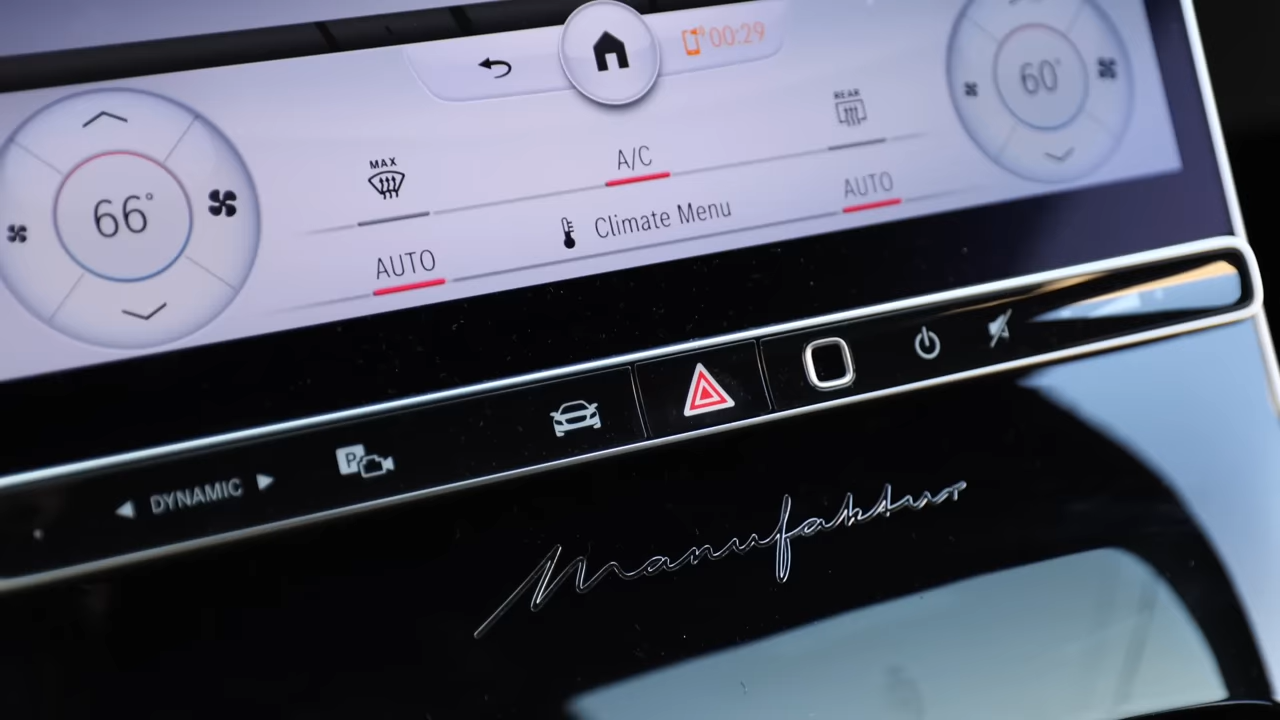 00:29
60°
REAR
MAX
A/C
66°
AUTO
Climate Menu
AUTO
P
DYNAMIC
Manufaktur